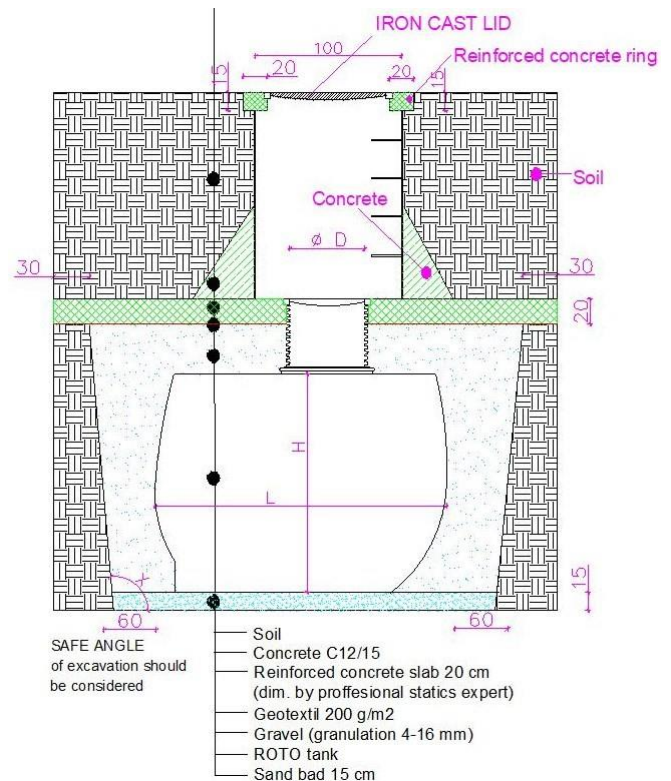 IRON CAST LID
100
Reinforced concrete ring
20
20
15
15
Soil
Concrete
ø D
30
30
20
H
L
X
15
60
60
SAFE ANGLE
of excavation should
be considered
Soil
Concrete C12/15
Reinforced concrete slab 20 cm
(dim. by proffesional statics expert)
Geotextil 200 g/m2
Gravel (granulation 4-16 mm)
ROTO tank
Sand bad 15 cm